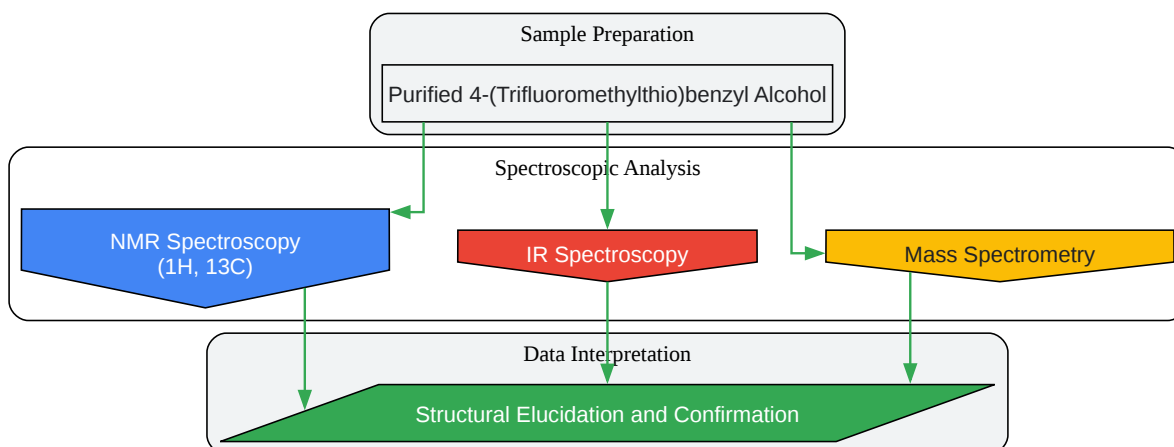 Sample Preparation
Purified 4-(Trifluoromethylthio)benzyl Alcohol
Spectroscopic Analysis
NMR Spectroscopy
(1H, 13C)
IR Spectroscopy
Mass Spectrometry
Data Interpretation
Structural Elucidation and Confirmation